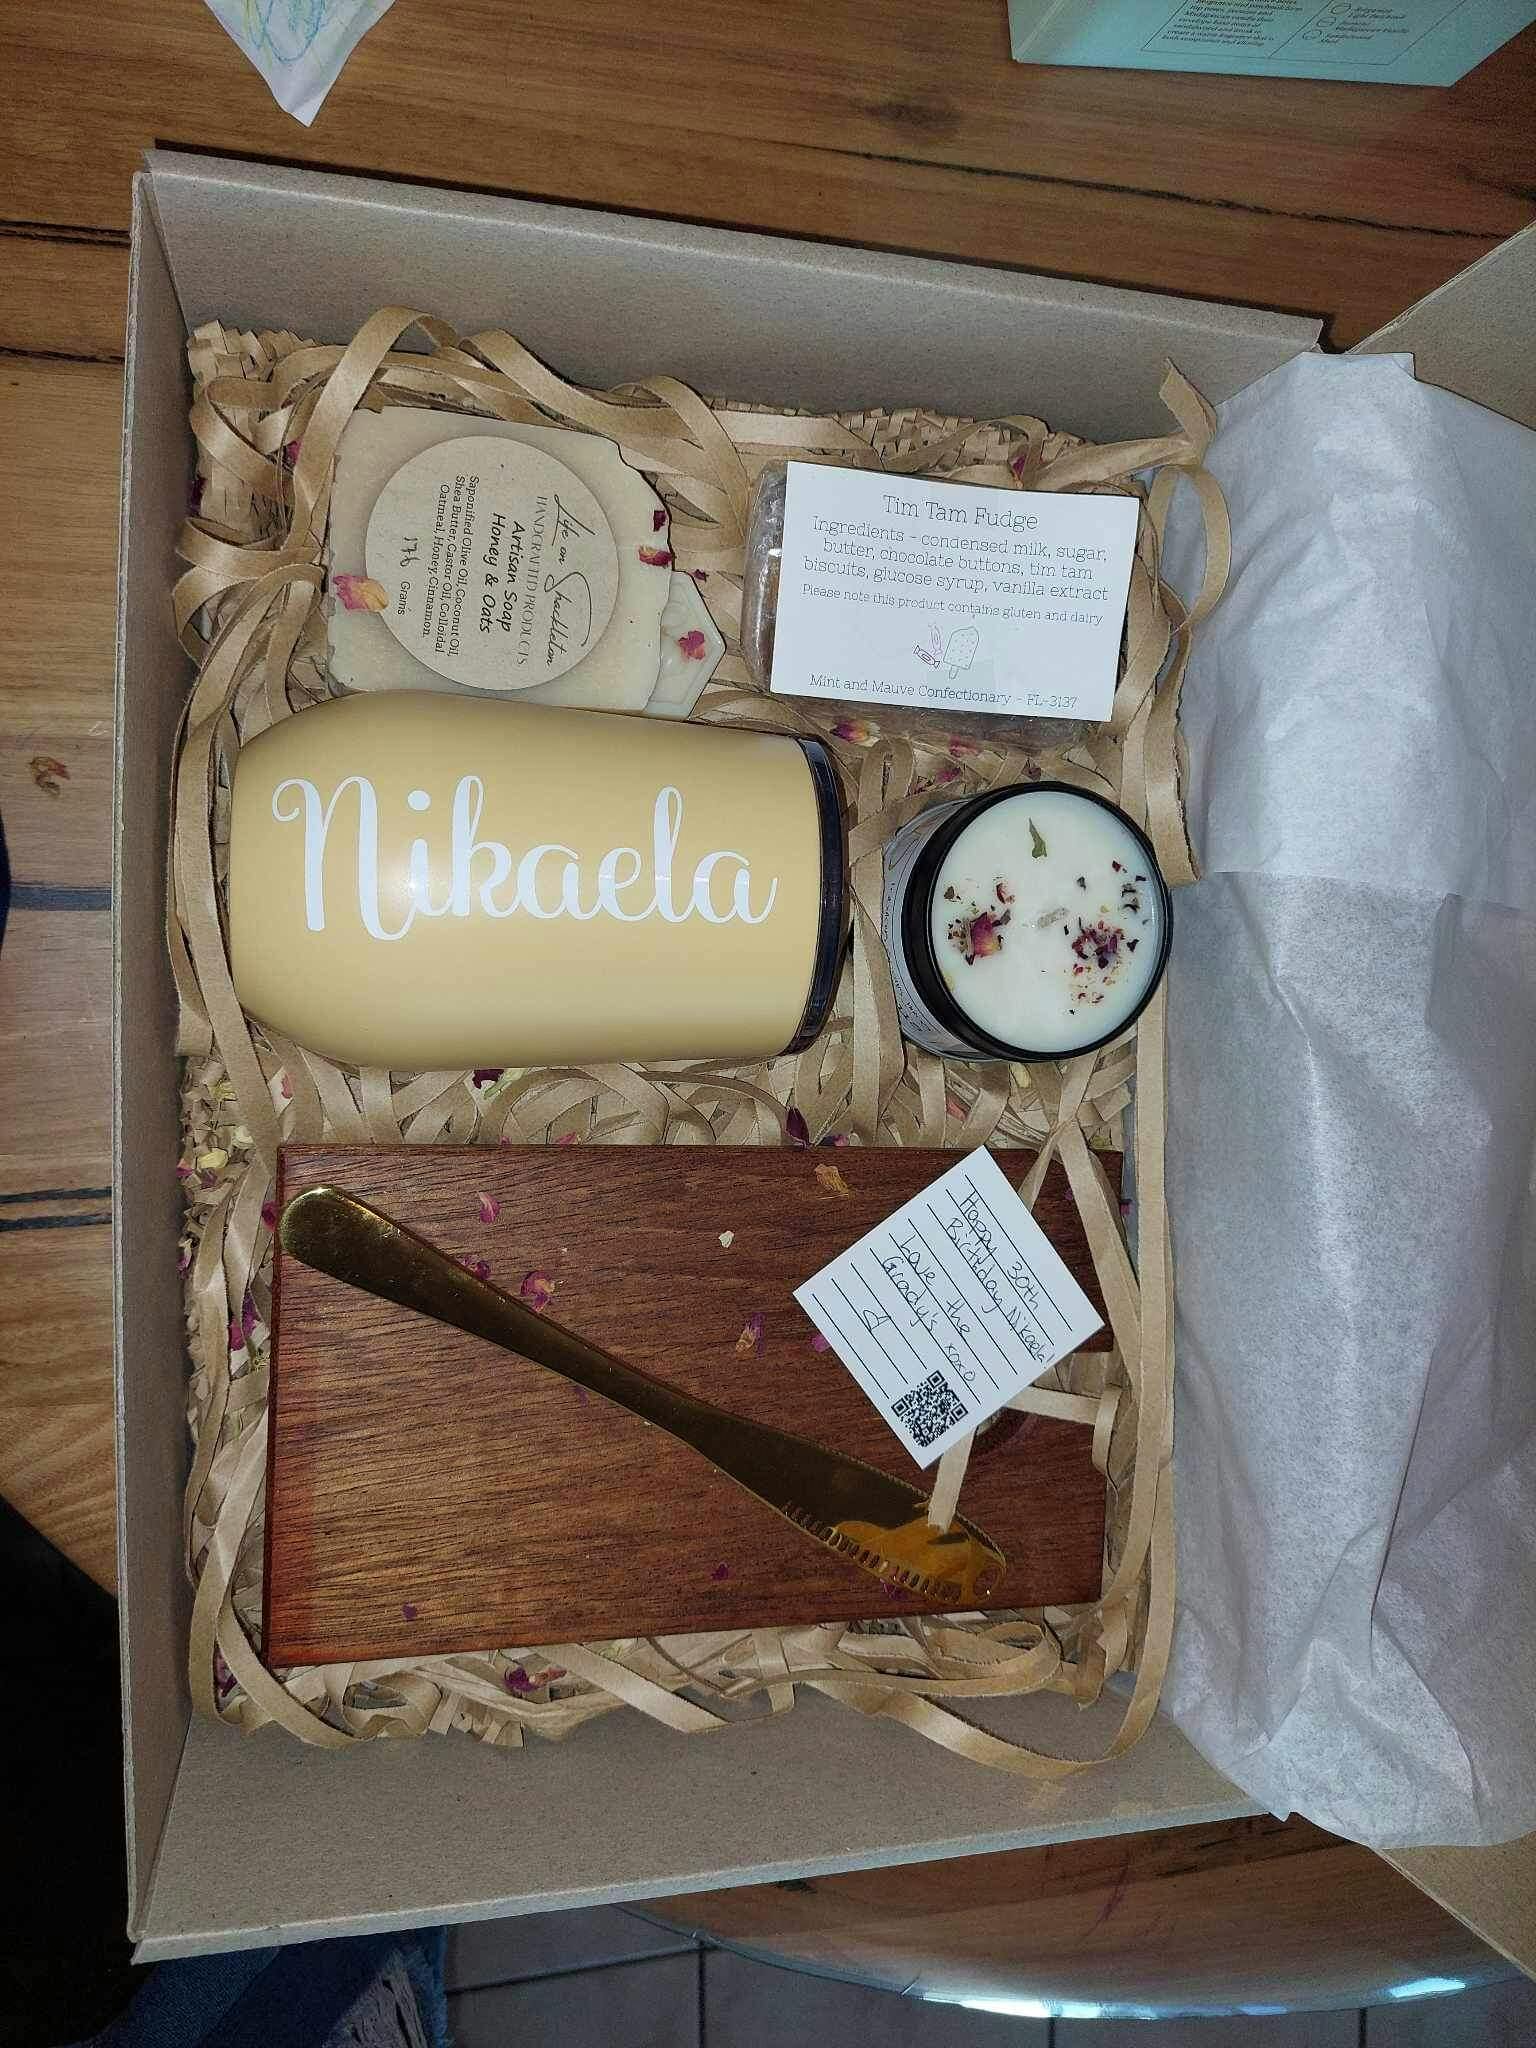 Life on Shackleton
HANDCRAFTED PRODUCTS
Artisan Soap
Honey & Oats
Saponified Olive Oil, Coconut Oil,
Shea Butter, Castor Oil, Colloidal
Oatmeal, Honey, Cinnamon.
176 Grams
Tim Tam Fudge
Ingredients - condensed milk, sugar,
butter, chocolate buttons, tim tam
biscuits, glucose syrup, vanilla extract
Please note this product contains gluten and dairy
Mint and Mauve Confectionary - FL-3137
Nikaela
Happy 30th
Birthday Nikaela!
Love the
Grady's xoxo